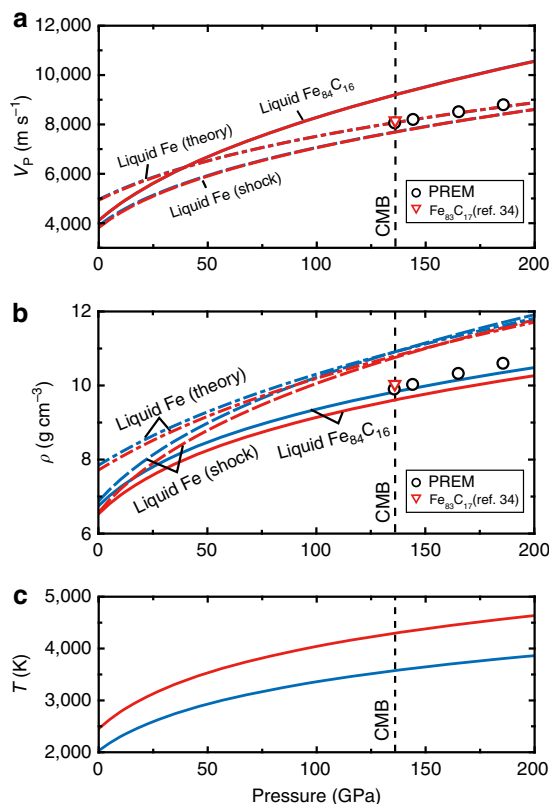 a
12,000
10,000
8,000
6,000
4,000
V_P (m s⁻¹)
Liquid Fe₈₄C₁₆
Liquid Fe (theory)
Liquid Fe (shock)
CMB
PREM
Fe₈₃C₁₇(ref. 34)
0 50 100 150 200
b
12
10
8
6
ρ (g cm⁻³)
Liquid Fe (theory)
Liquid Fe (shock)
Liquid Fe₈₄C₁₆
CMB
PREM
Fe₈₃C₁₇(ref. 34)
0 50 100 150 200
c
5,000
4,000
3,000
2,000
T (K)
CMB
0 50 100 150 200
Pressure (GPa)